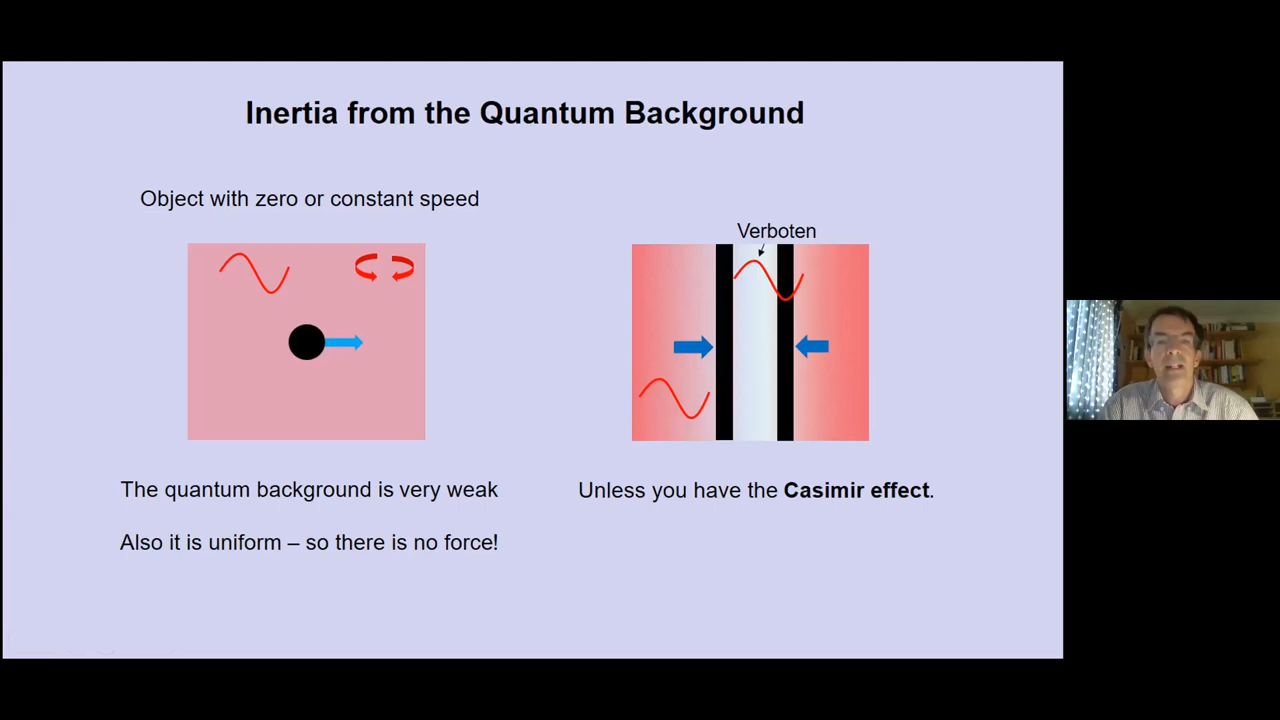 Inertia from the Quantum Background
Object with zero or constant speed
Verboten
The quantum background is very weak
Unless you have the Casimir effect.
Also it is uniform – so there is no force!